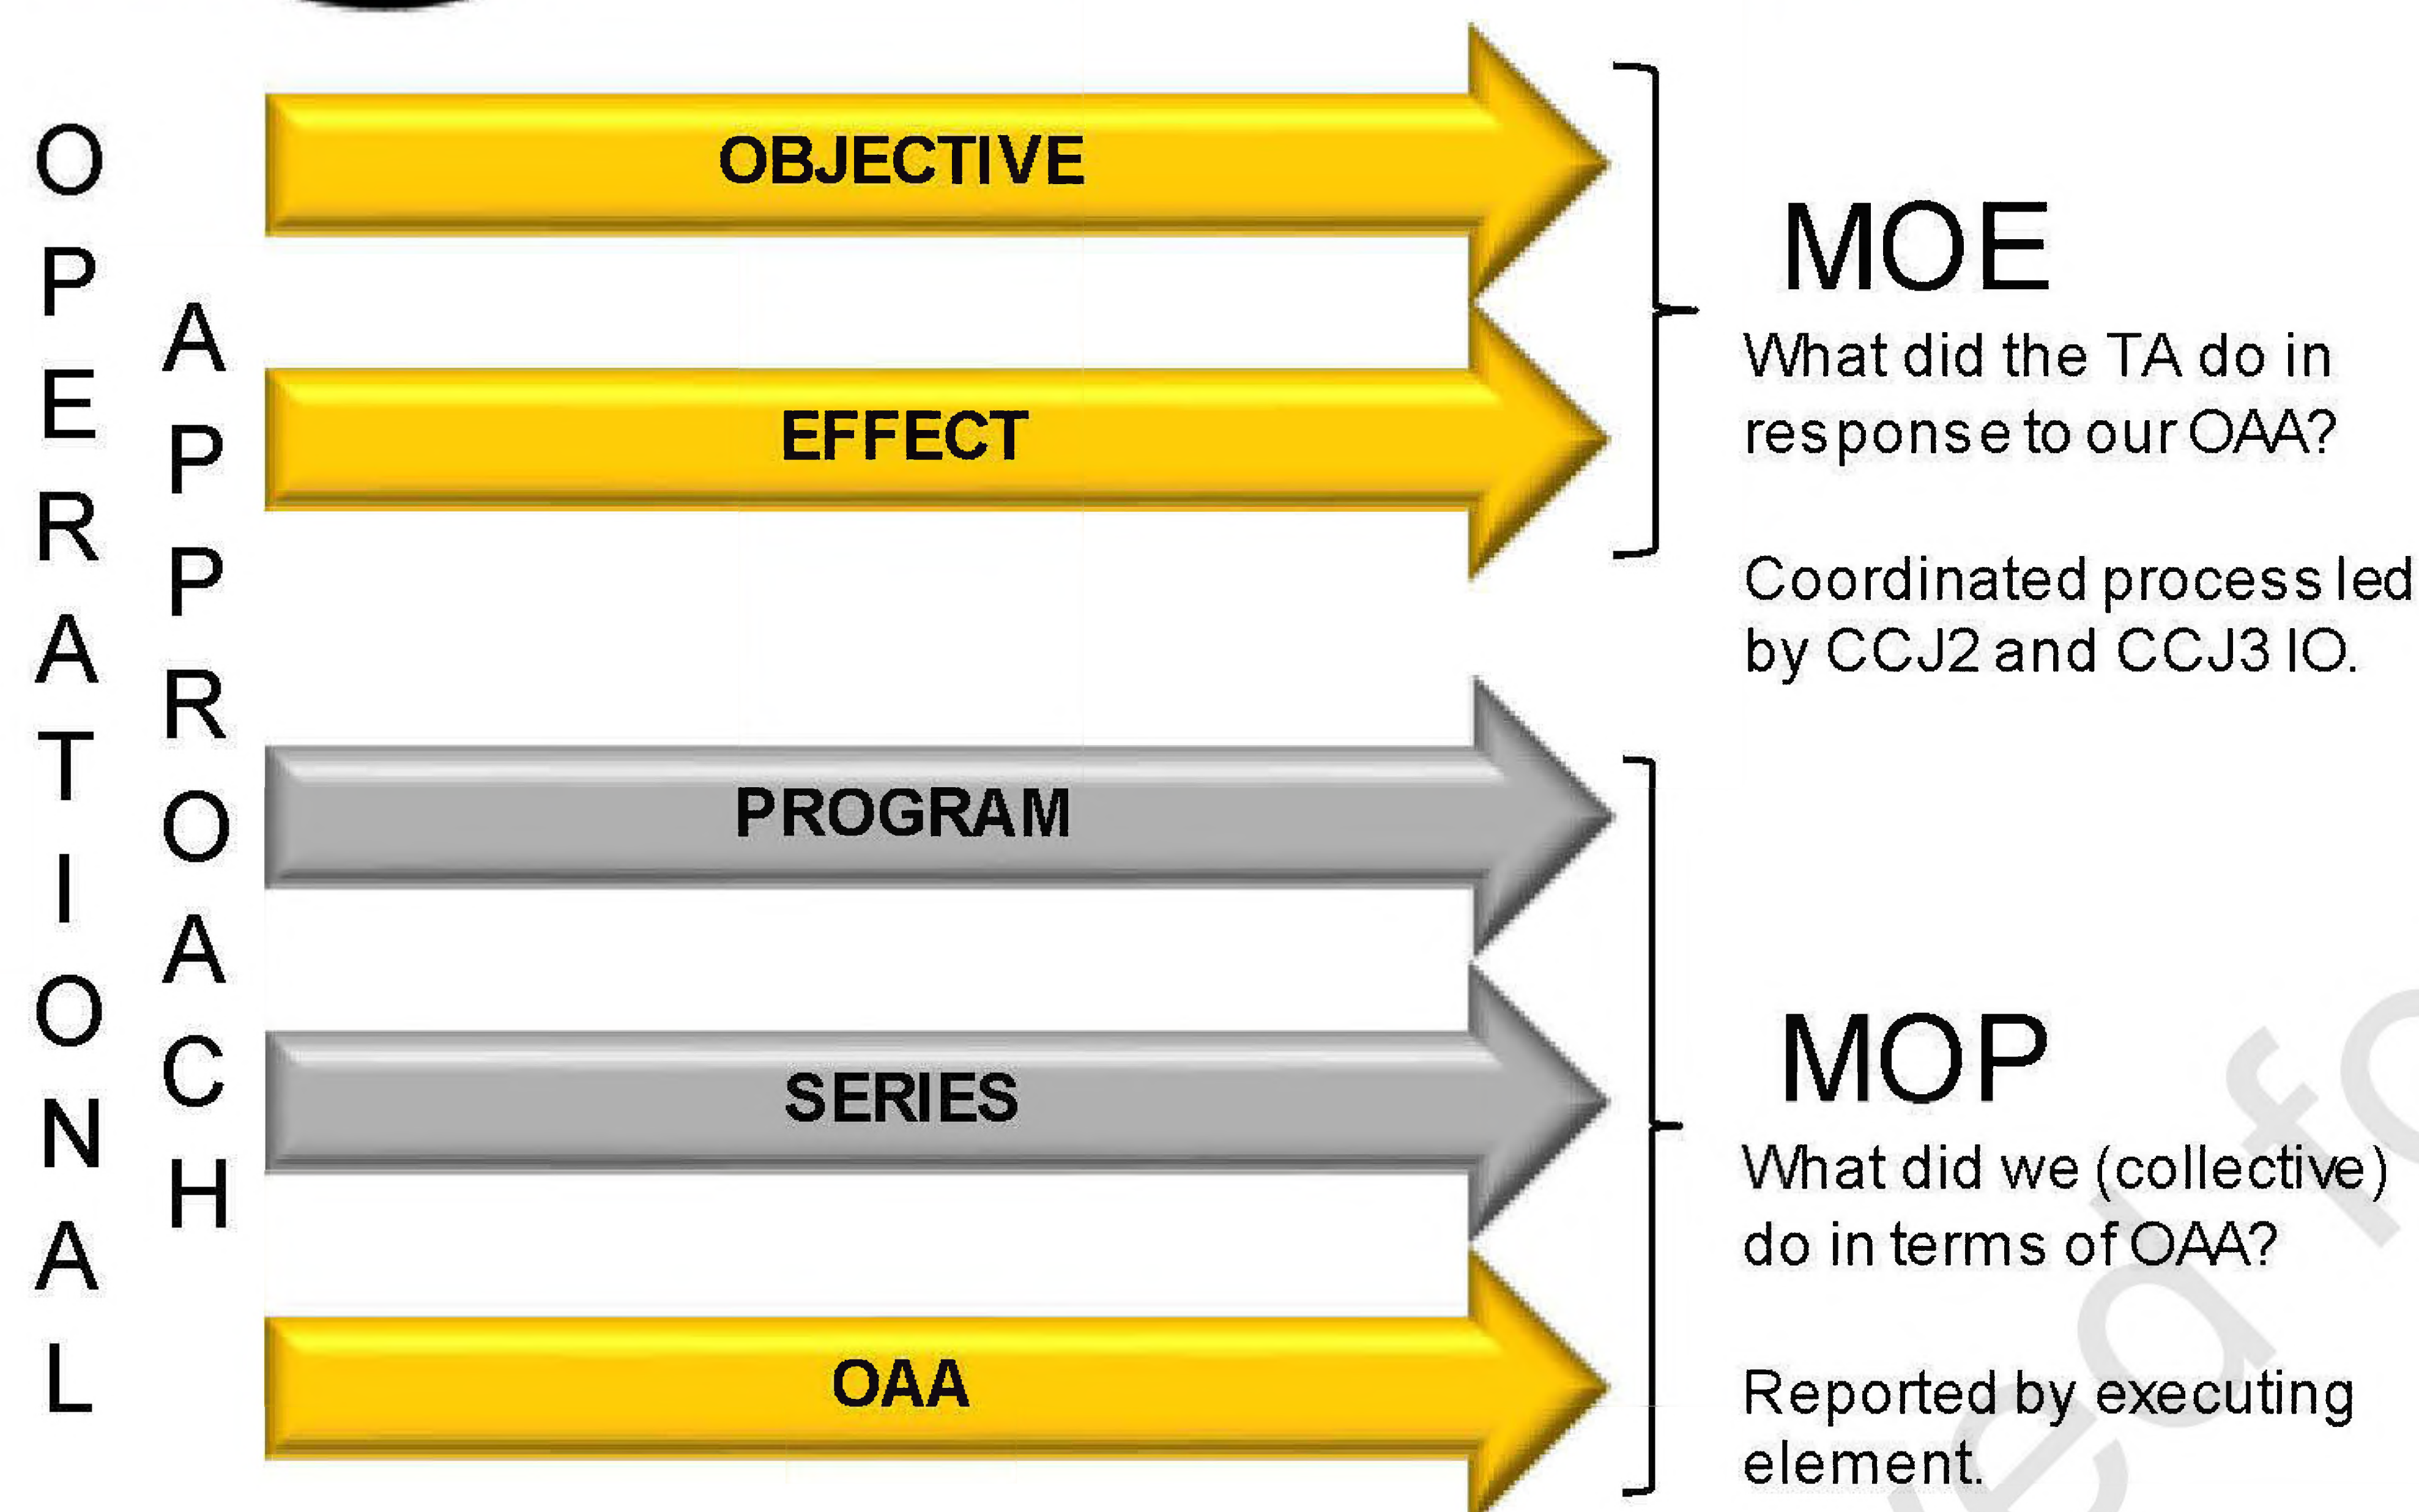 OPERATIONAL
APPROACH
OBJECTIVE
EFFECT
PROGRAM
SERIES
OAA
MOE
What did the TA do in
response to our OAA?
Coordinated process led
by CCJ2 and CCJ3 IO.
MOP
What did we (collective)
do in terms of OAA?
Reported by executing
element.